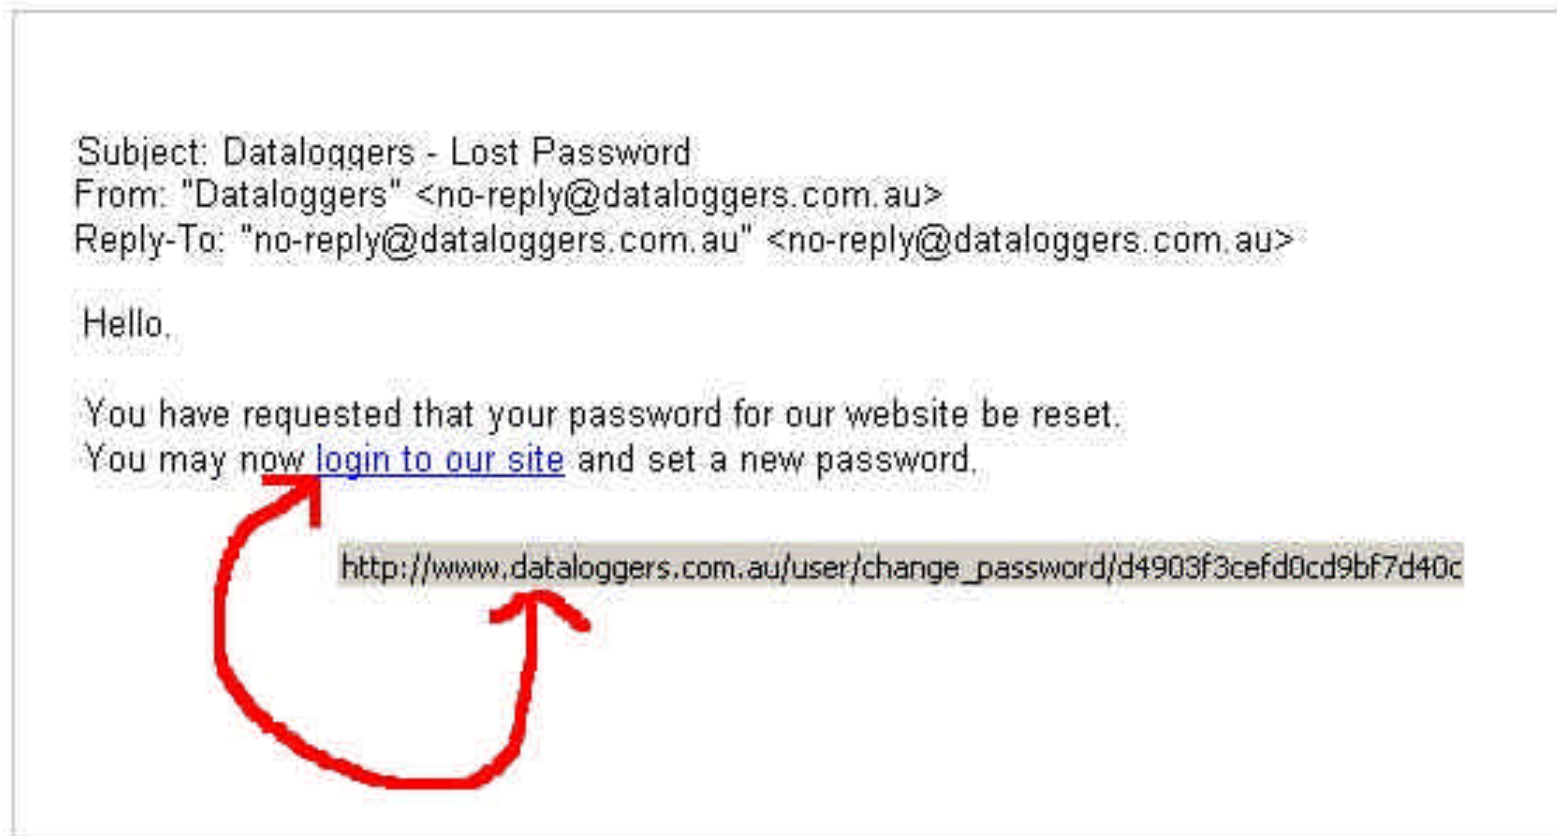 Subject: Dataloggers - Lost Password
From: "Dataloggers" <no-reply@dataloggers.com.au>
Reply-To: "no-reply@dataloggers.com.au" <no-reply@dataloggers.com.au>
Hello,
You have requested that your password for our website be reset.
You may now login to our site and set a new password.
http://www.dataloggers.com.au/user/change_password/d4903f3cefd0cd9bf7d40c